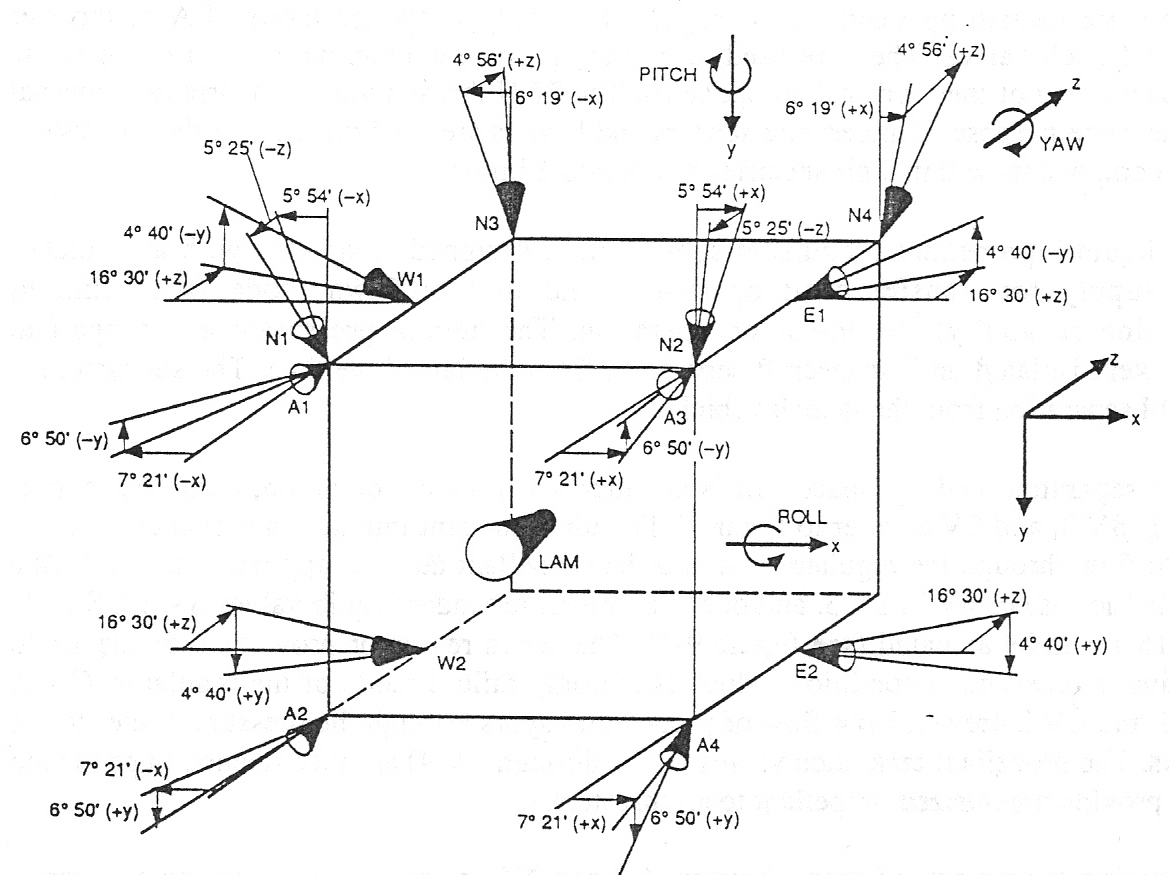 4° 56' (+z)
6° 19' (−x)
PITCH
y
4° 56' (+z)
6° 19' (+x)
z
YAW
5° 25' (−z)
5° 54' (−x)
N3
5° 54' (+x)
5° 25' (−z)
N4
4° 40' (−y)
16° 30' (+z)
W1
4° 40' (−y)
16° 30' (+z)
E1
N1
N2
A1
A3
z
x
y
6° 50' (−y)
7° 21' (−x)
6° 50' (−y)
7° 21' (+x)
LAM
ROLL
x
16° 30' (+z)
4° 40' (+y)
W2
16° 30' (+z)
4° 40' (+y)
E2
A2
A4
7° 21' (−x)
6° 50' (+y)
7° 21' (+x)
6° 50' (+y)